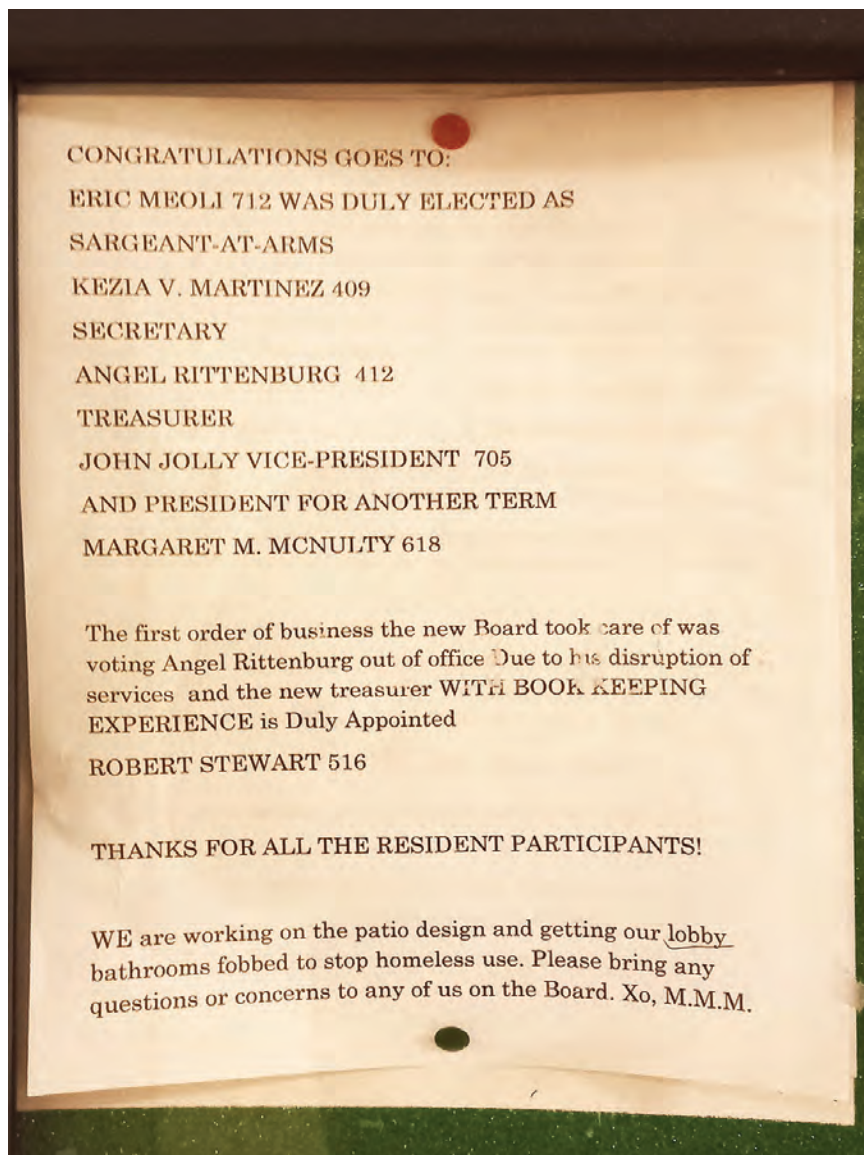 CONGRATULATIONS GOES TO:
ERIC MEOLI 712 WAS DULY ELECTED AS
SARGEANT-AT-ARMS
KEZIA V. MARTINEZ 409
SECRETARY
ANGEL RITTENBURG 412
TREASURER
JOHN JOLLY VICE-PRESIDENT 705
AND PRESIDENT FOR ANOTHER TERM
MARGARET M. MCNULTY 618
The first order of business the new Board took care of was
voting Angel Rittenburg out of office Due to his disruption of
services and the new treasurer WITH BOOK KEEPING
EXPERIENCE is Duly Appointed
ROBERT STEWART 516
THANKS FOR ALL THE RESIDENT PARTICIPANTS!
WE are working on the patio design and getting our lobby
bathrooms fobbed to stop homeless use. Please bring any
questions or concerns to any of us on the Board. Xo, M.M.M.